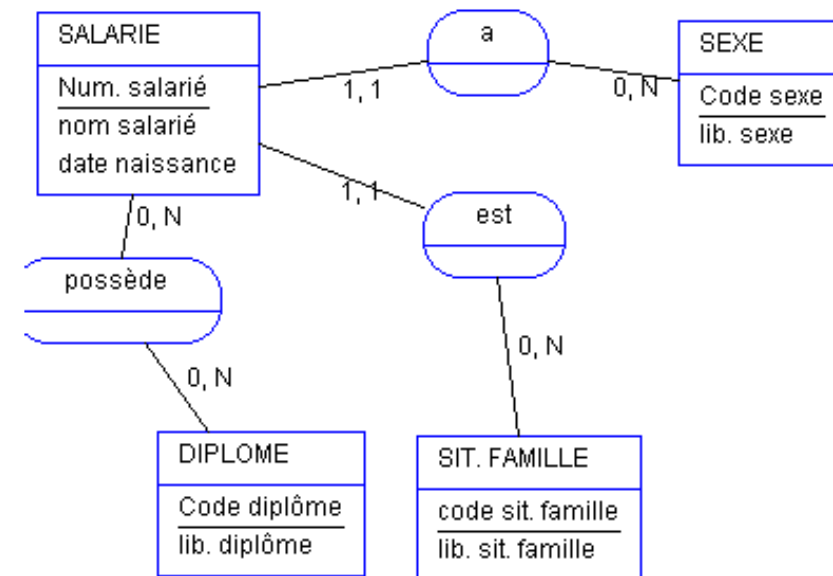 SALARIE
Num. salarié
nom salarié
date naissance
1, 1
a
0, N
SEXE
Code sexe
lib. sexe
1, 1
est
0, N
possède
0, N
0, N
DIPLOME
Code diplôme
lib. diplôme
SIT. FAMILLE
code sit. famille
lib. sit. famille